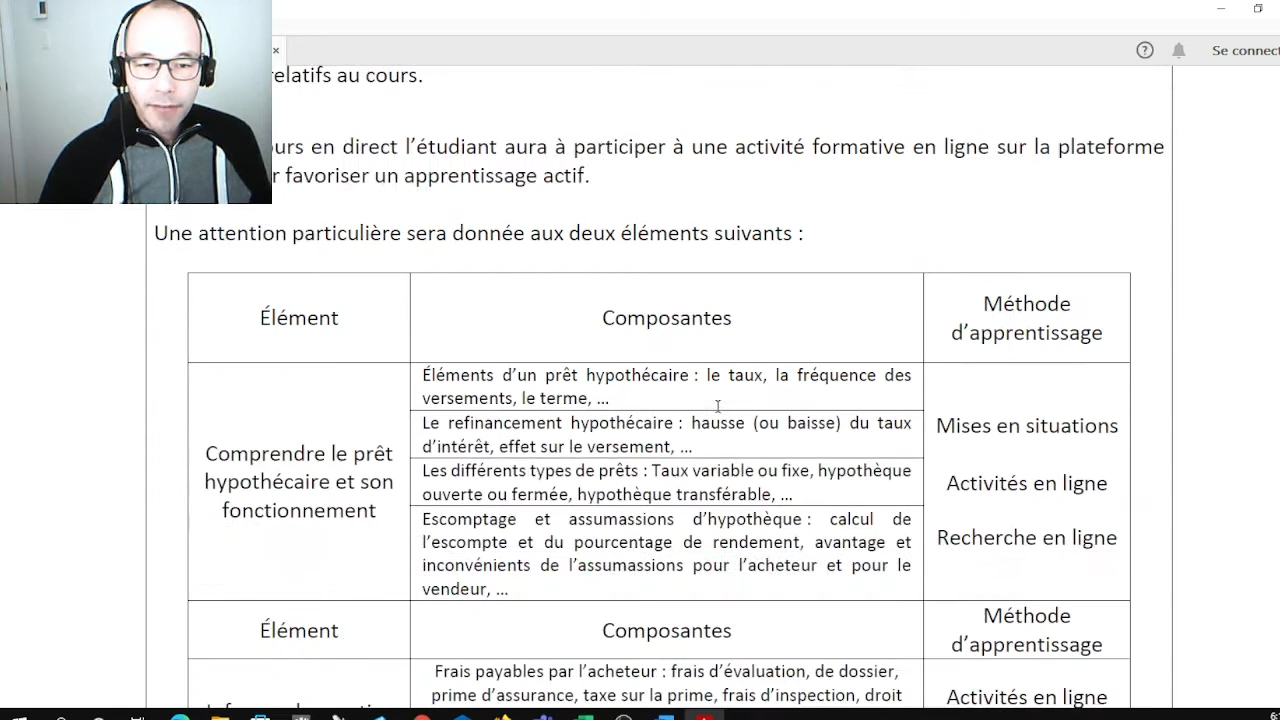 Se connect
relatifs au cours.
ours en direct l’étudiant aura à participer à une activité formative en ligne sur la plateforme
r favoriser un apprentissage actif.
Une attention particulière sera donnée aux deux éléments suivants :
Élément
Composantes
Méthode
d’apprentissage
Comprendre le prêt
hypothécaire et son
fonctionnement
Éléments d’un prêt hypothécaire : le taux, la fréquence des
versements, le terme, ...
Le refinancement hypothécaire : hausse (ou baisse) du taux
d’intérêt, effet sur le versement, ...
Les différents types de prêts : Taux variable ou fixe, hypothèque
ouverte ou fermée, hypothèque transférable, ...
Escomptage et assumassions d’hypothèque : calcul de
l’escompte et du pourcentage de rendement, avantage et
inconvénients de l’assumassions pour l’acheteur et pour le
vendeur, ...
Mises en situations
Activités en ligne
Recherche en ligne
Élément
Composantes
Méthode
d’apprentissage
Frais payables par l’acheteur : frais d’évaluation, de dossier,
prime d’assurance, taxe sur la prime, frais d’inspection, droit
Activités en ligne